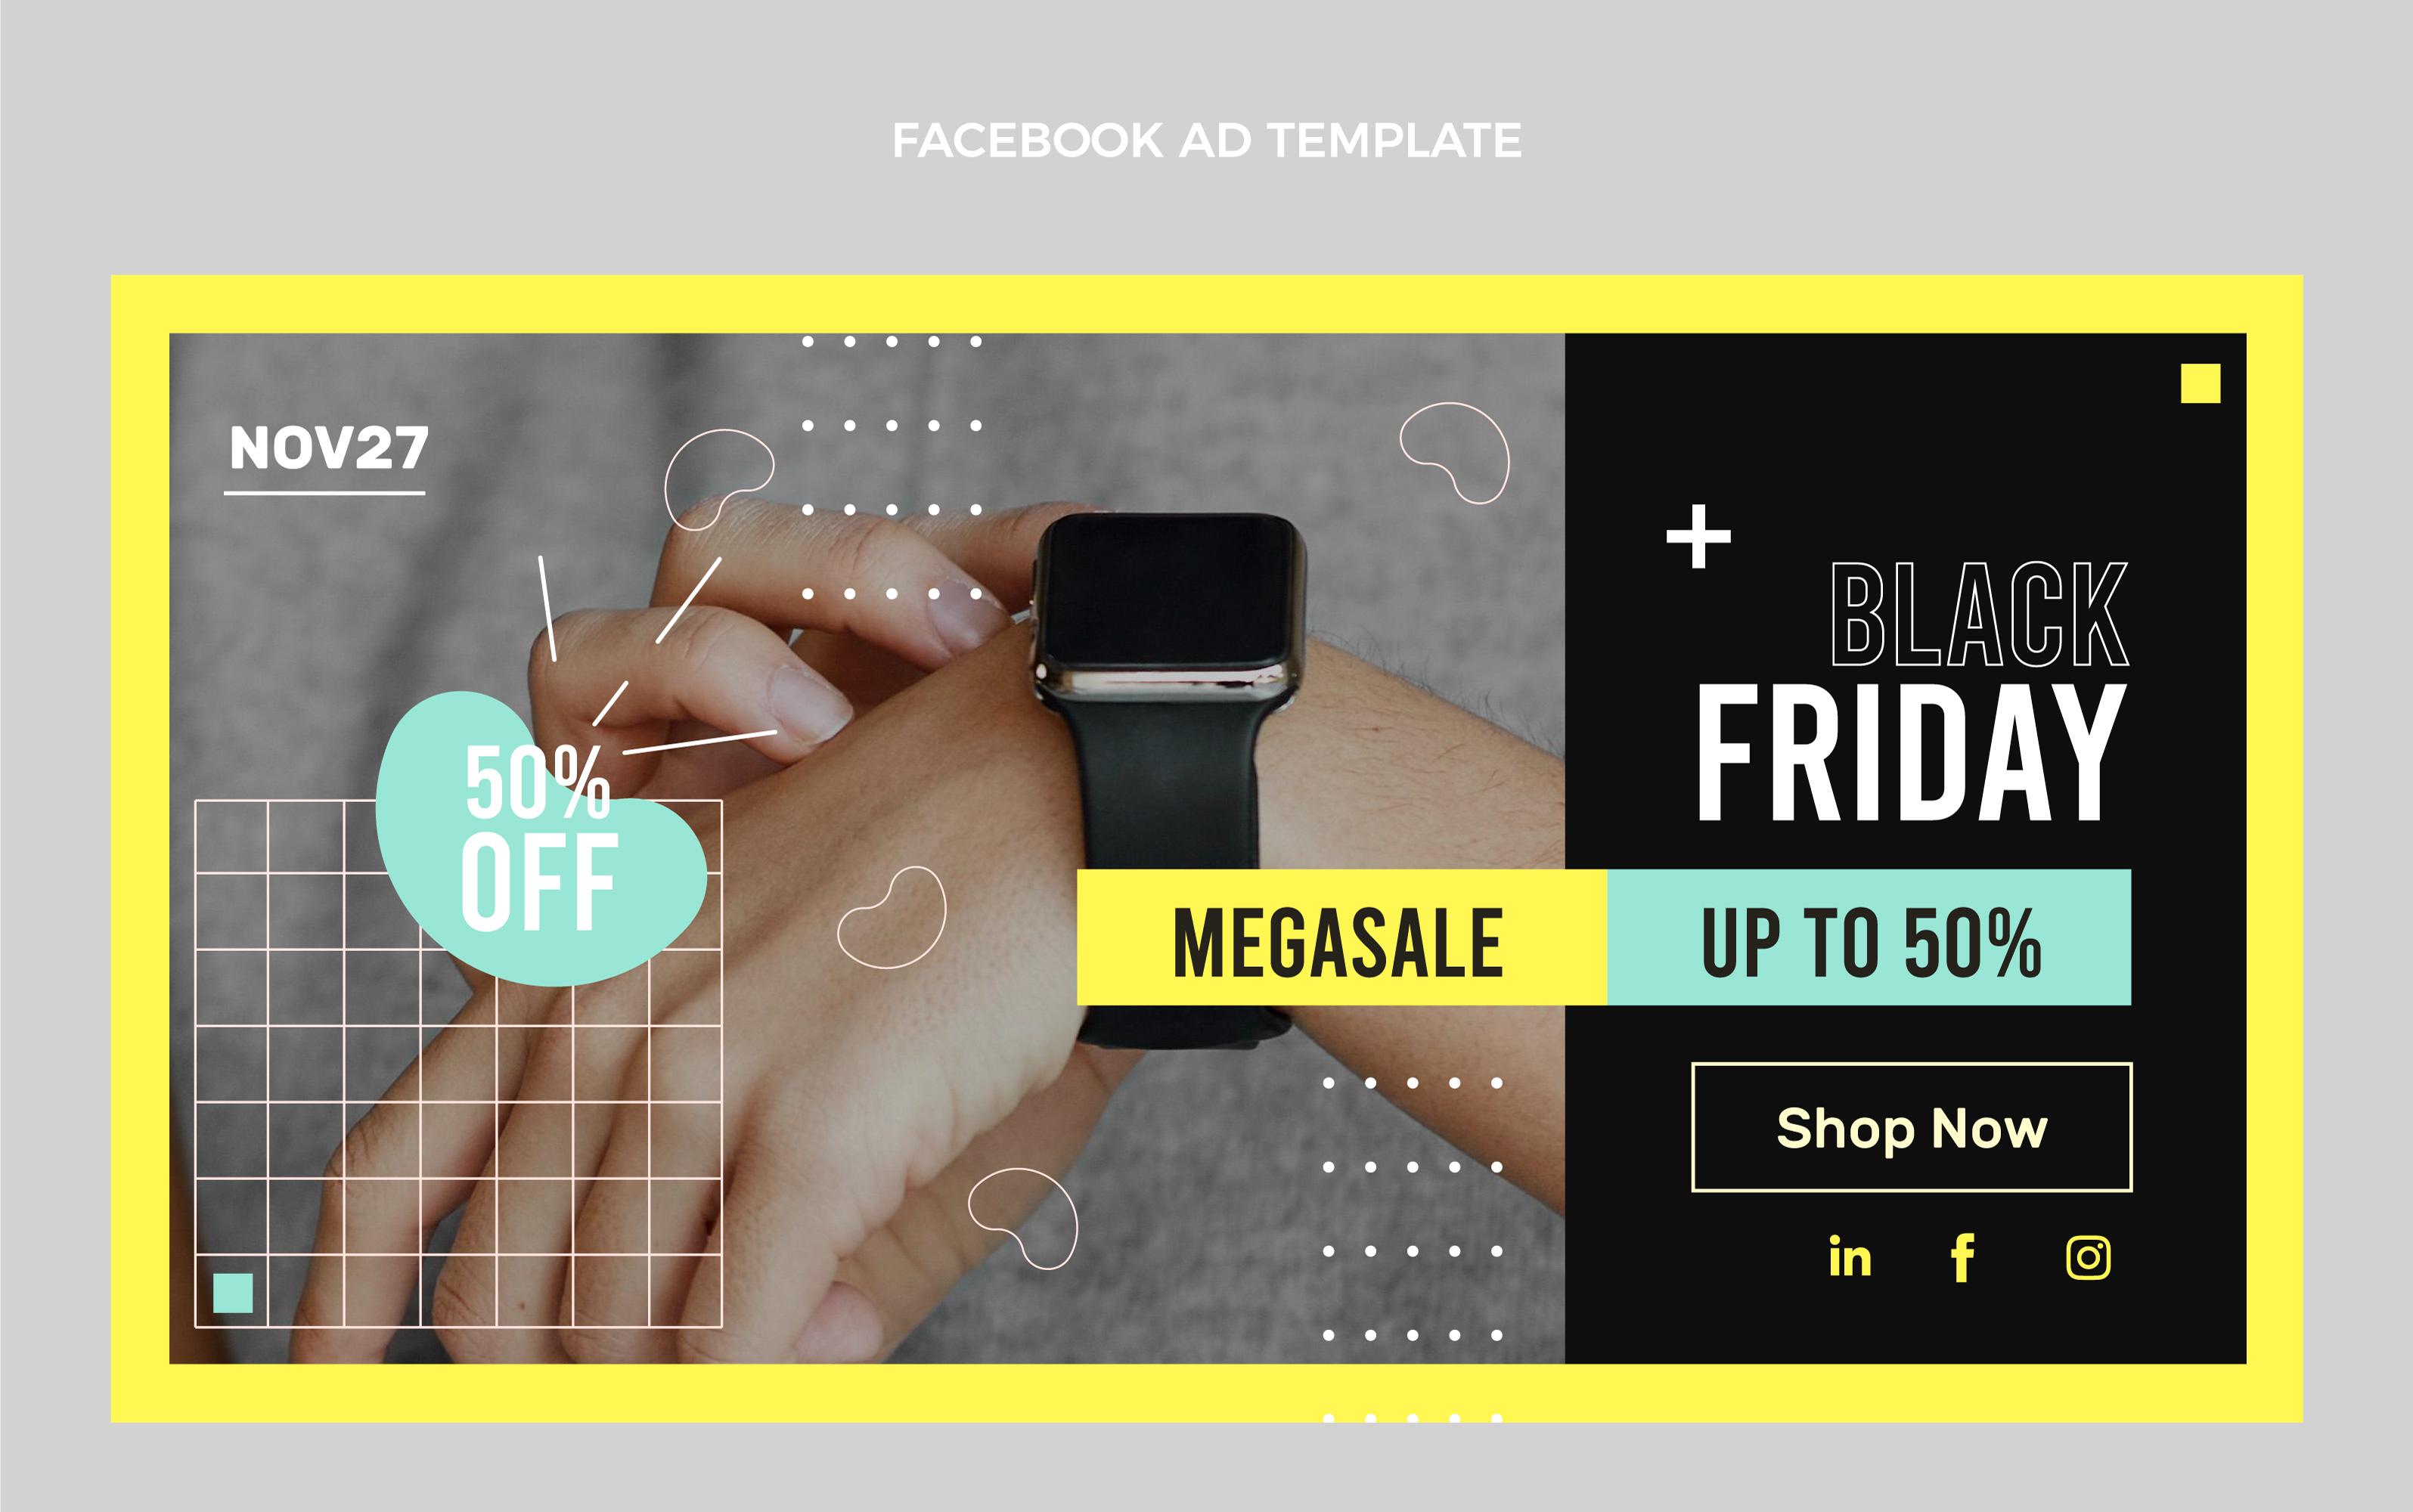 FACEBOOK AD TEMPLATE
NOV27
50%
OFF
BLACK
FRIDAY
MEGASALE
UP TO 50%
Shop Now
in
f